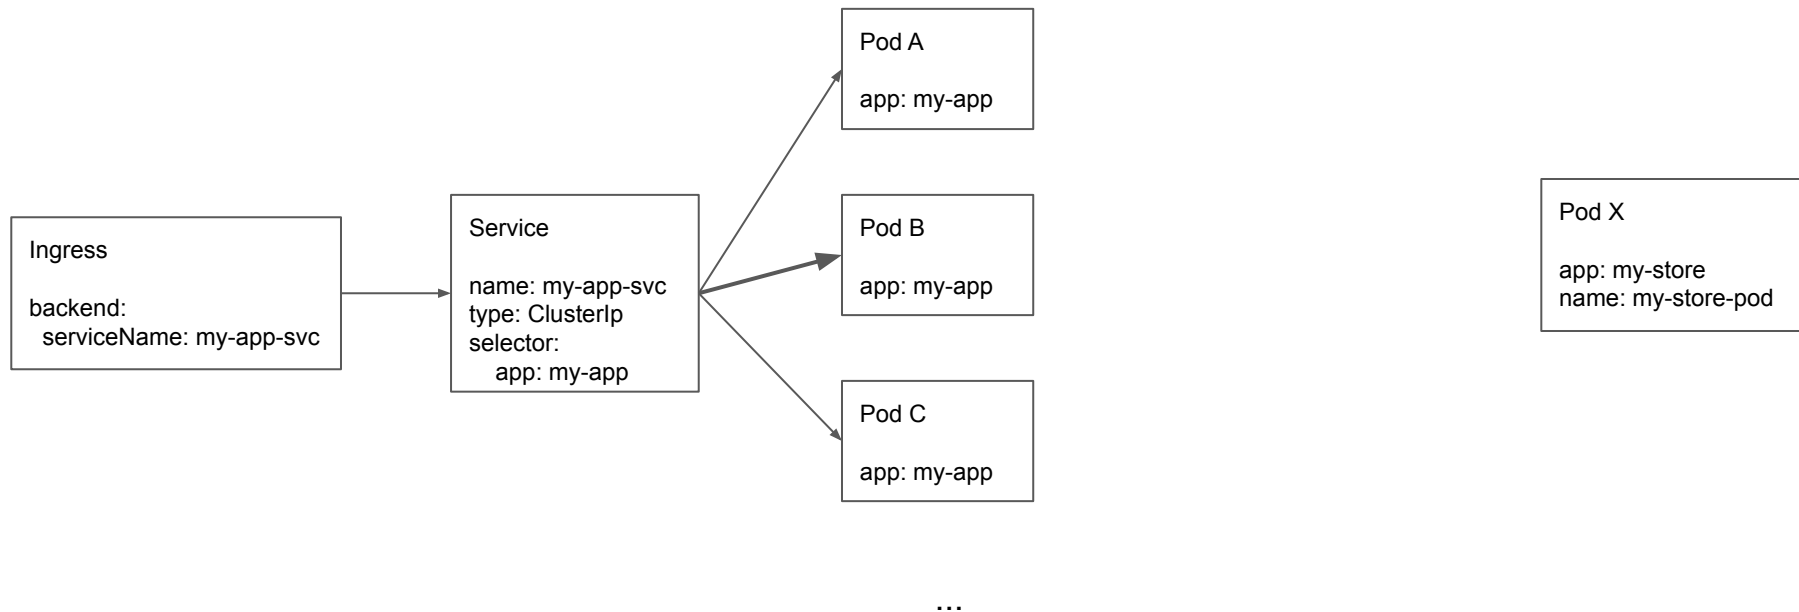 Ingress
backend:
serviceName: my-app-svc
Service
name: my-app-svc
type: ClusterIp
selector:
app: my-app
Pod A
app: my-app
Pod B
app: my-app
Pod C
app: my-app
...
Pod X
app: my-store
name: my-store-pod